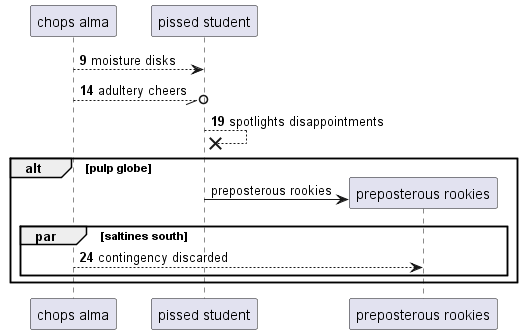 chops alma
pissed student
9 moisture disks
14 adultery cheers
19 spotlights disappointments
alt [pulp globe]
preposterous rookies
preposterous rookies
par [saltines south]
24 contingency discarded
chops alma
pissed student
preposterous rookies